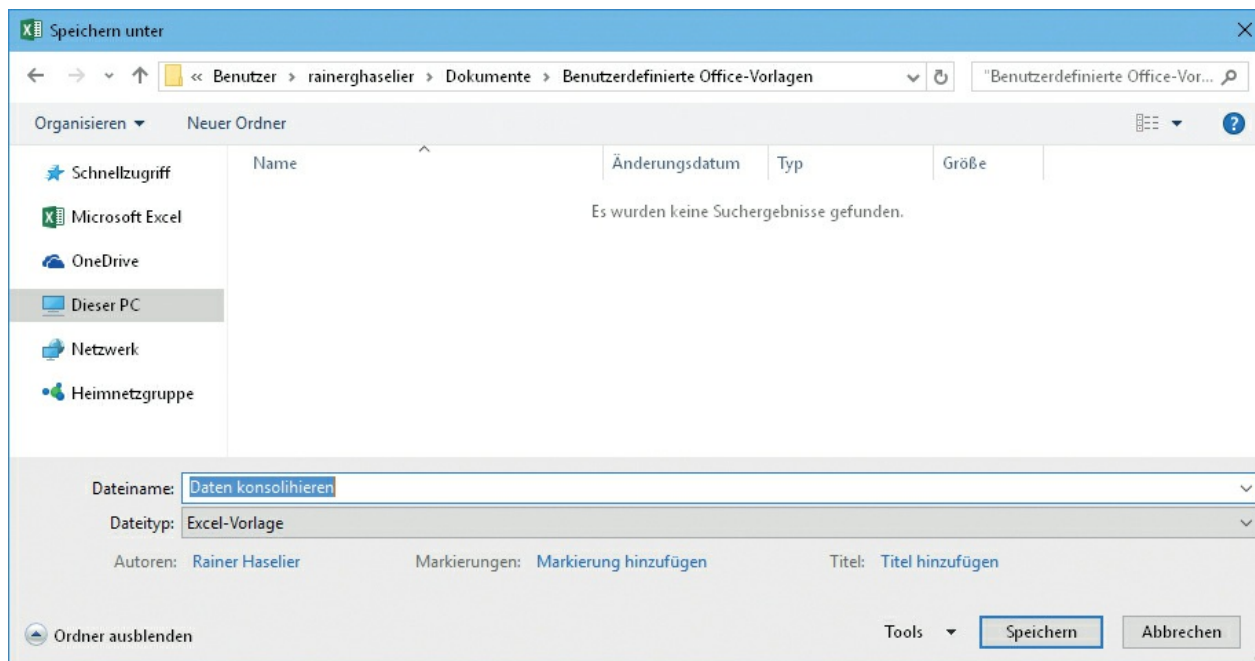 Speichern unter
« Benutzer › rainerghaselier › Dokumente › Benutzerdefinierte Office-Vorlagen
"Benutzerdefinierte Office-Vor...
Organisieren
Neuer Ordner
Name
Änderungsdatum
Typ
Größe
Es wurden keine Suchergebnisse gefunden.
Schnellzugriff
Microsoft Excel
OneDrive
Dieser PC
Netzwerk
Heimnetzgruppe
Dateiname: Daten konsolihieren
Dateityp: Excel-Vorlage
Autoren: Rainer Haselier
Markierungen: Markierung hinzufügen
Titel: Titel hinzufügen
Ordner ausblenden
Tools
Speichern
Abbrechen